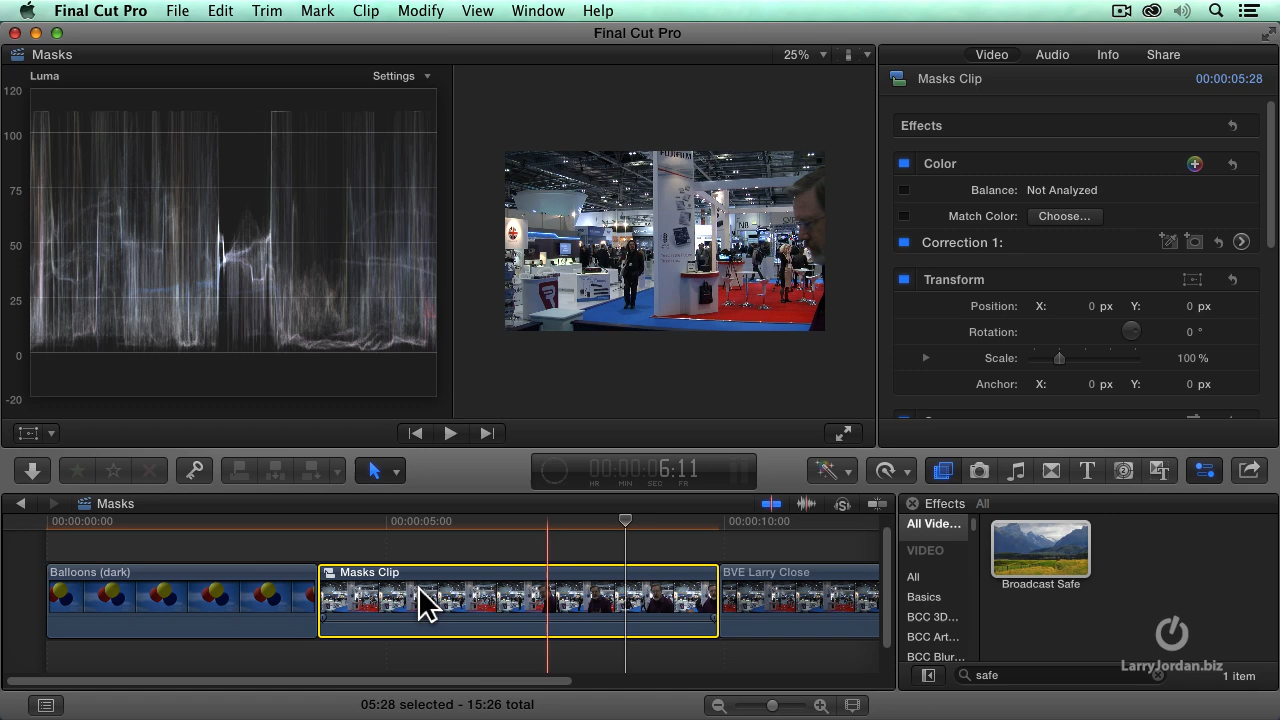 Final Cut Pro File Edit Trim Mark Clip Modify View Window Help
Final Cut Pro
Masks 25% Video Audio Info Share
Luma Settings
Masks Clip 00:00:05:28
120
100
75
50
25
0
-20
FUJIFILM
Effects
Color
Balance: Not Analyzed
Match Color: Choose...
Correction 1:
Transform
Position: X: 0 px Y: 0 px
Rotation: 0 °
Scale: 100 %
Anchor: X: 0 px Y: 0 px
00:00:06:11
HR MIN SEC FR
Masks
00:00:00:00 00:00:05:00 00:00:10:00
Balloons (dark) Masks Clip BVE Larry Close
Effects All
All Vide...
VIDEO
All
Basics
BCC 3D...
BCC Art...
BCC Blur...
Broadcast Safe
LarryJordan.biz
safe
1 item
05:28 selected - 15:26 total